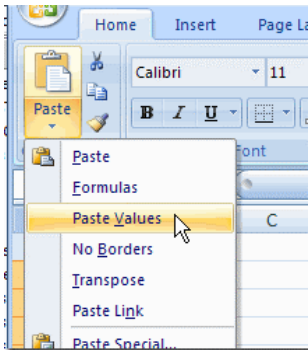 Home Insert Page La
Calibri 11
Paste B I U
Font
Paste
Formulas
Paste Values
C
No Borders
Transpose
Paste Link
Paste Special...